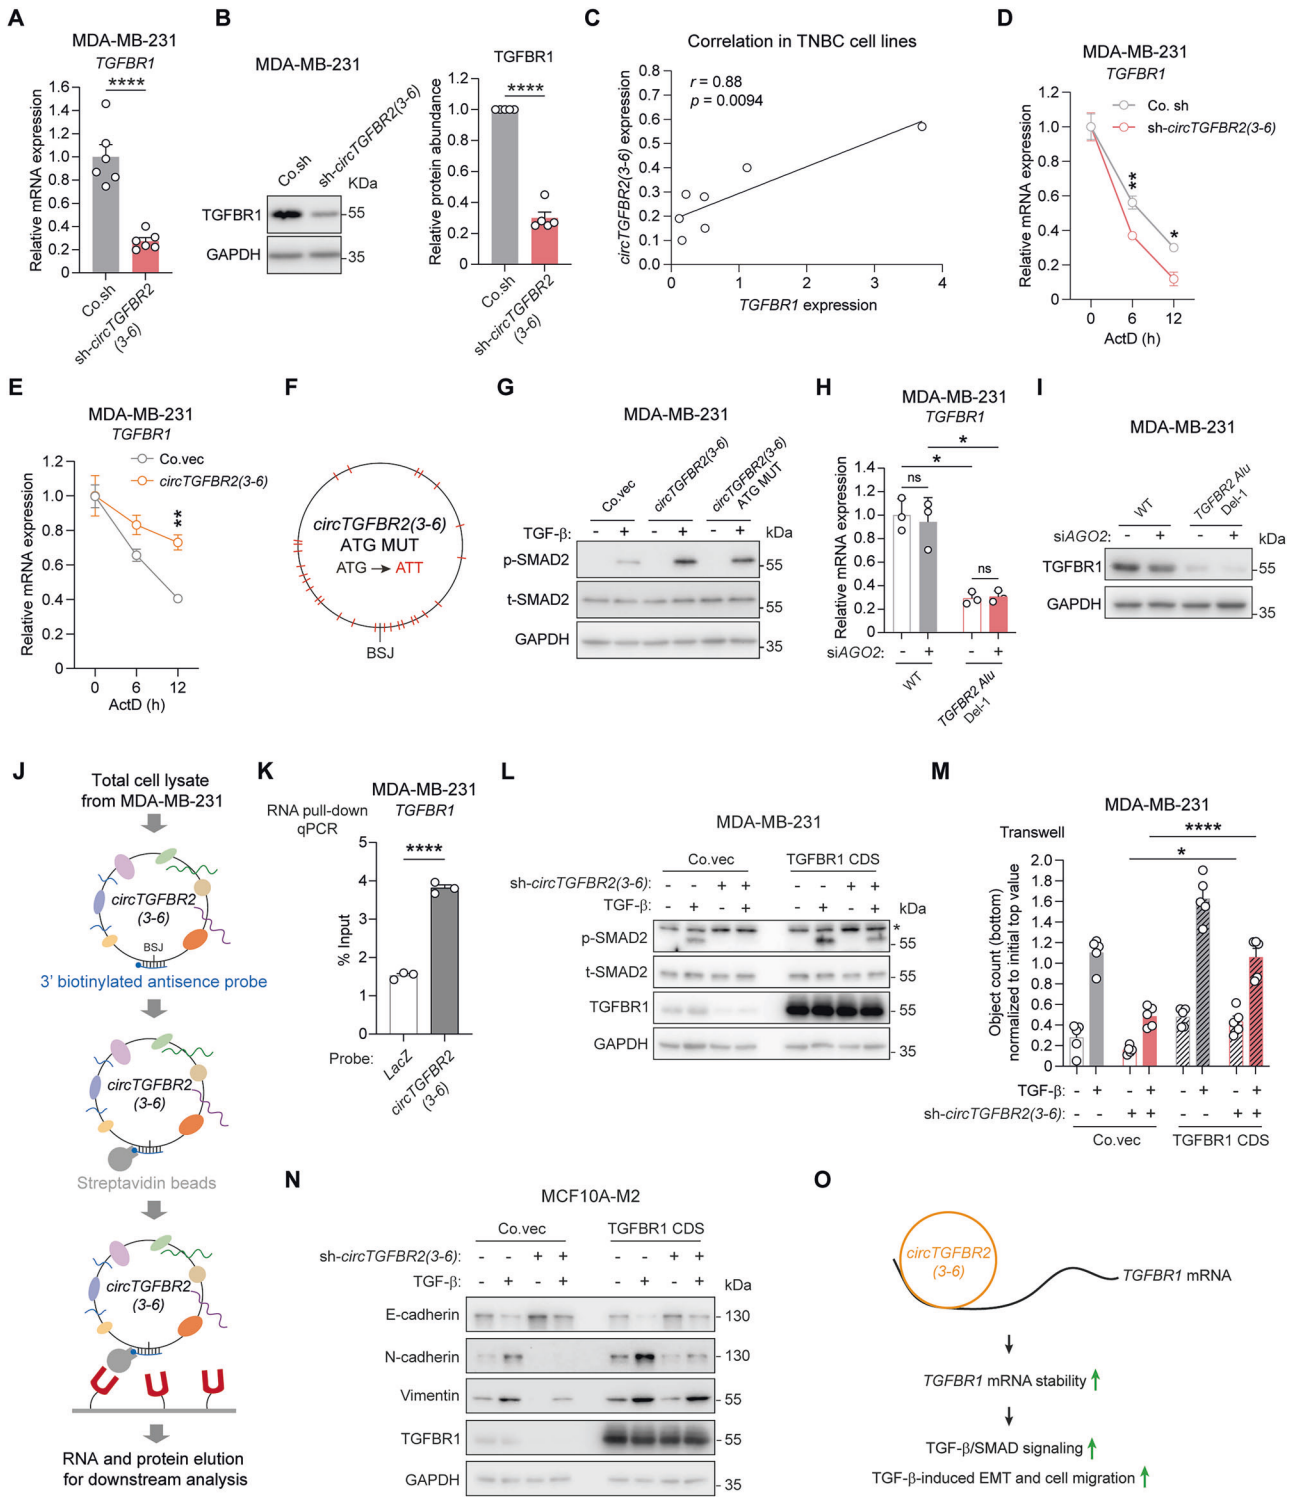 A
MDA-MB-231
TGFBR1
****
Relative mRNA expression
1.6
1.4
1.2
1.0
0.8
0.6
0.4
0.2
0
Co.sh
sh-circTGFBR2
(3-6)
B
MDA-MB-231
Co.sh
sh-circTGFBR2(3-6)
KDa
TGFBR1
55
GAPDH
35
TGFBR1
****
Relative protein abundance
1.2
1.0
0.8
0.6
0.4
0.2
0
Co.sh
sh-circTGFBR2
(3-6)
C
Correlation in TNBC cell lines
r = 0.88
p = 0.0094
circTGFBR2(3-6) expression
0.8
0.7
0.6
0.5
0.4
0.3
0.2
0.1
0.0
0 1 2 3 4
TGFBR1 expression
D
MDA-MB-231
TGFBR1
Co. sh
sh-circTGFBR2(3-6)
Relative mRNA expression
1.2
1.0
0.8
0.6
0.4
0.2
0
**
*
0 6 12
ActD (h)
E
MDA-MB-231
TGFBR1
Co.vec
circTGFBR2(3-6)
Relative mRNA expression
1.2
1.0
0.8
0.6
0.4
0.2
0
**
0 6 12
ActD (h)
F
circTGFBR2(3-6)
ATG MUT
ATG → ATT
BSJ
G
MDA-MB-231
Co.vec
circTGFBR2(3-6)
circTGFBR2(3-6)
ATG MUT
TGF-β: - + - + - + kDa
p-SMAD2
55
t-SMAD2
55
GAPDH
35
H
MDA-MB-231
TGFBR1
*
*
ns
ns
Relative mRNA expression
1.4
1.2
1.0
0.8
0.6
0.4
0.2
0
siAGO2: - + - +
WT
TGFBR2 Alu
Del-1
I
MDA-MB-231
WT
TGFBR2 Alu
Del-1
siAGO2: - + - + kDa
TGFBR1
55
GAPDH
35
J
Total cell lysate
from MDA-MB-231
circTGFBR2
(3-6)
BSJ
3' biotinylated antisence probe
circTGFBR2
(3-6)
Streptavidin beads
circTGFBR2
(3-6)
RNA and protein elution
for downstream analysis
K
MDA-MB-231
RNA pull-down
qPCR
TGFBR1
****
% Input
5
4
3
2
1
0
Probe:
LacZ
circTGFBR2
(3-6)
L
MDA-MB-231
Co.vec TGFBR1 CDS
sh-circTGFBR2(3-6): - - + + - - + +
TGF-β: - + - + - + - + kDa
p-SMAD2
*
55
t-SMAD2
55
TGFBR1
55
GAPDH
35
M
MDA-MB-231
Transwell
****
*
Object count (bottom)
normalized to initial top value
2.0
1.8
1.6
1.4
1.2
1.0
0.8
0.6
0.4
0.2
0
TGF-β: - + - + - + - +
sh-circTGFBR2(3-6): - - + + - - + +
Co.vec TGFBR1 CDS
N
MCF10A-M2
Co.vec TGFBR1 CDS
sh-circTGFBR2(3-6): - - + + - - + +
TGF-β: - + - + - + - + kDa
E-cadherin
130
N-cadherin
130
Vimentin
55
TGFBR1
55
GAPDH
35
O
circTGFBR2
(3-6)
TGFBR1 mRNA
TGFBR1 mRNA stability
TGF-β/SMAD signaling
TGF-β-induced EMT and cell migration